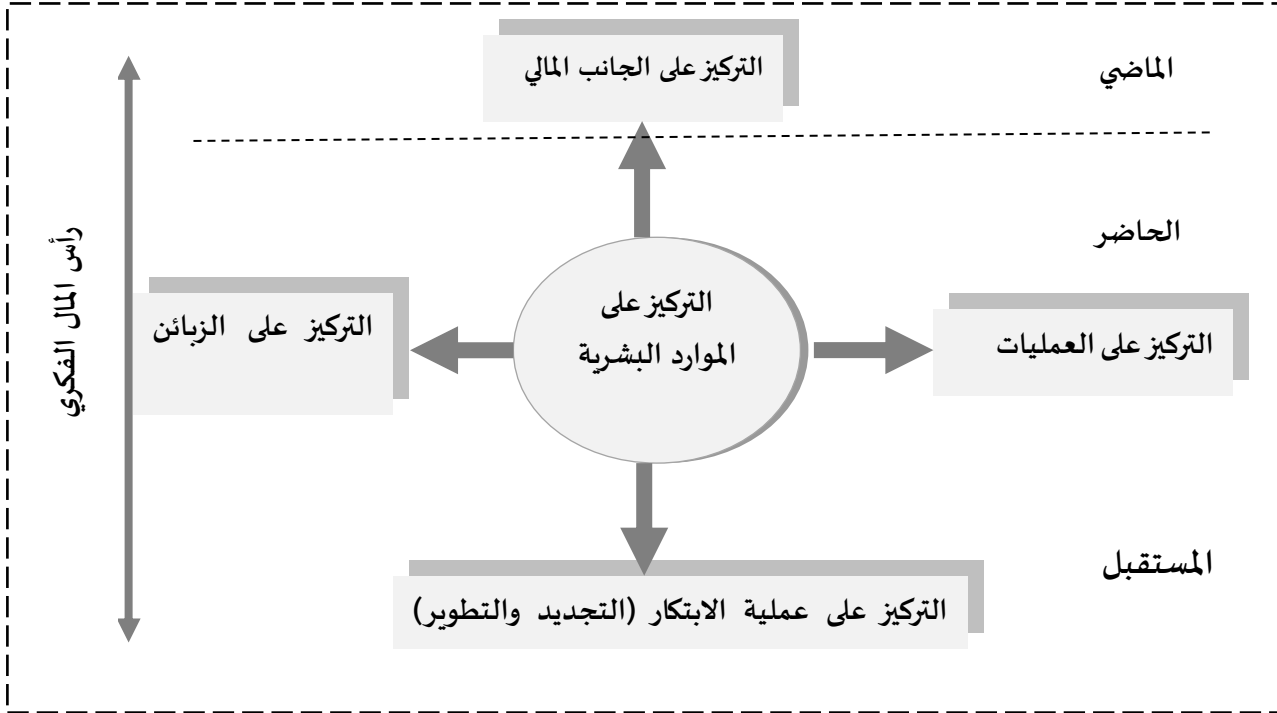 التركيز على الجانب المالي
الماضي
الحاضر
رأس المال الفكري
التركيز على
الموارد البشرية
التركيز على الزبائن
التركيز على العمليات
المستقبل
التركيز على عملية الابتكار (التجديد والتطوير)